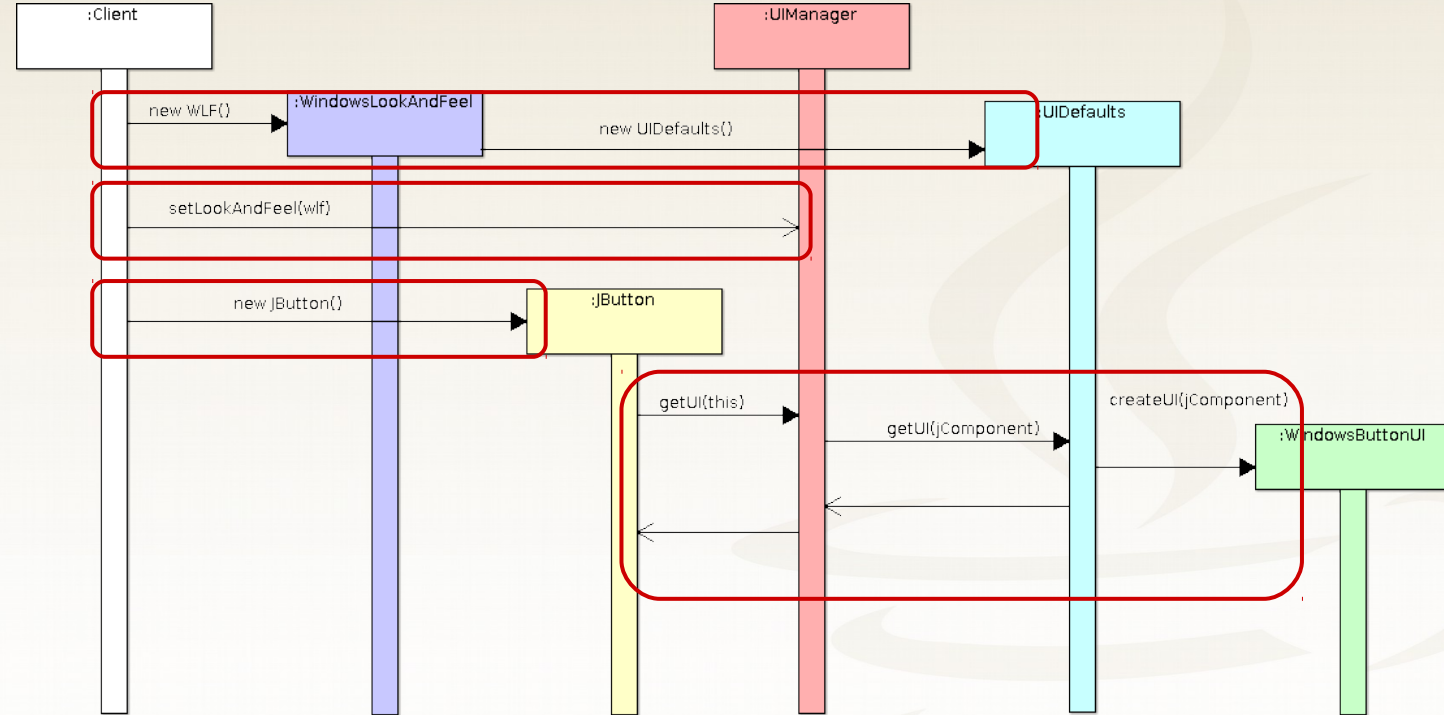 :Client
:UIManager
:WindowsLookAndFeel
:UIDefaults
new WLF()
new UIDefaults()
setLookAndFeel(wlf)
new JButton()
:JButton
getUI(this)
createUI(jComponent)
getUI(jComponent)
:WindowsButtonUI